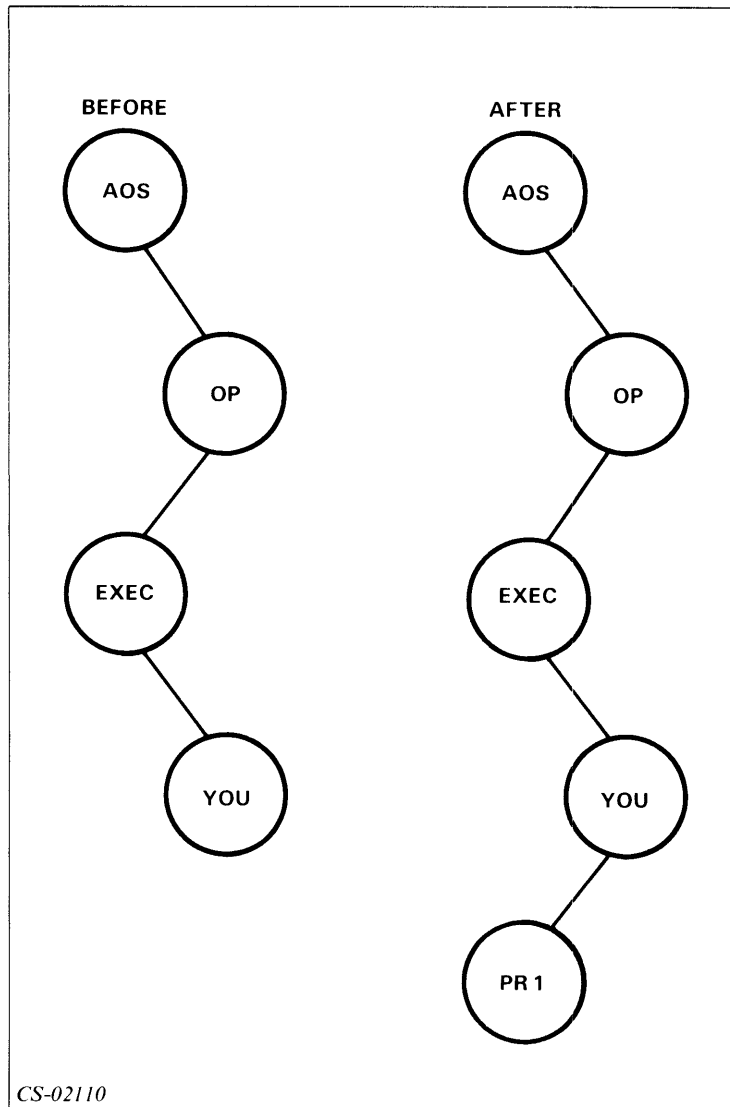 BEFORE
AOS
OP
EXEC
YOU
AFTER
AOS
OP
EXEC
YOU
PR 1
CS-02110